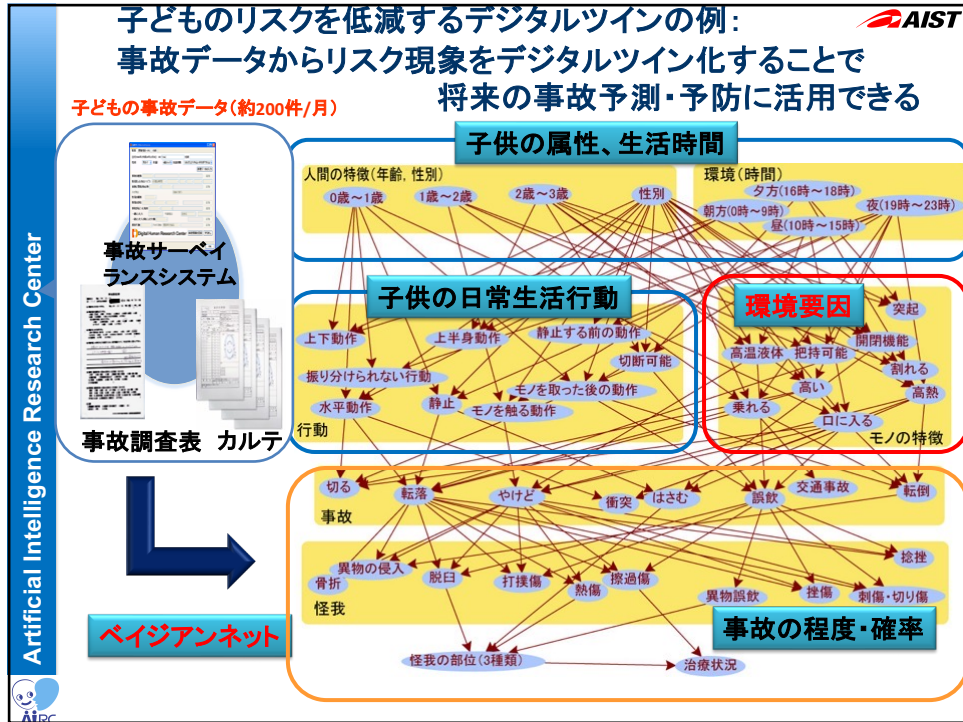 子どものリスクを低減するデジタルツインの例：
事故データからリスク現象をデジタルツイン化することで
将来の事故予測・予防に活用できる
AIST
Artificial Intelligence Research Center
子どもの事故データ（約200件/月）
Digital Human Research Center
事故サーベイ
ランスシステム
事故調査表
カルテ
ベイジアンネット
子供の属性、生活時間
人間の特徴（年齢, 性別）
0歳～1歳
1歳～2歳
2歳～3歳
性別
環境（時間）
夕方(16時～18時)
朝方(0時～9時)
夜(19時～23時)
昼(10時～15時)
子供の日常生活行動
上下動作
上半身動作
静止する前の動作
切断可能
振り分けられない行動
モノを取った後の動作
水平動作
静止
モノを触る動作
行動
環境要因
突起
開閉機能
高温液体
把持可能
割れる
高い
高熱
乗れる
口に入る
モノの特徴
切る
転落
やけど
衝突
はさむ
誤飲
交通事故
転倒
事故
捻挫
異物の侵入
骨折
脱臼
打撲傷
熱傷
擦過傷
異物誤飲
挫傷
刺傷・切り傷
怪我
事故の程度・確率
怪我の部位(3種類)
治療状況
AiRC